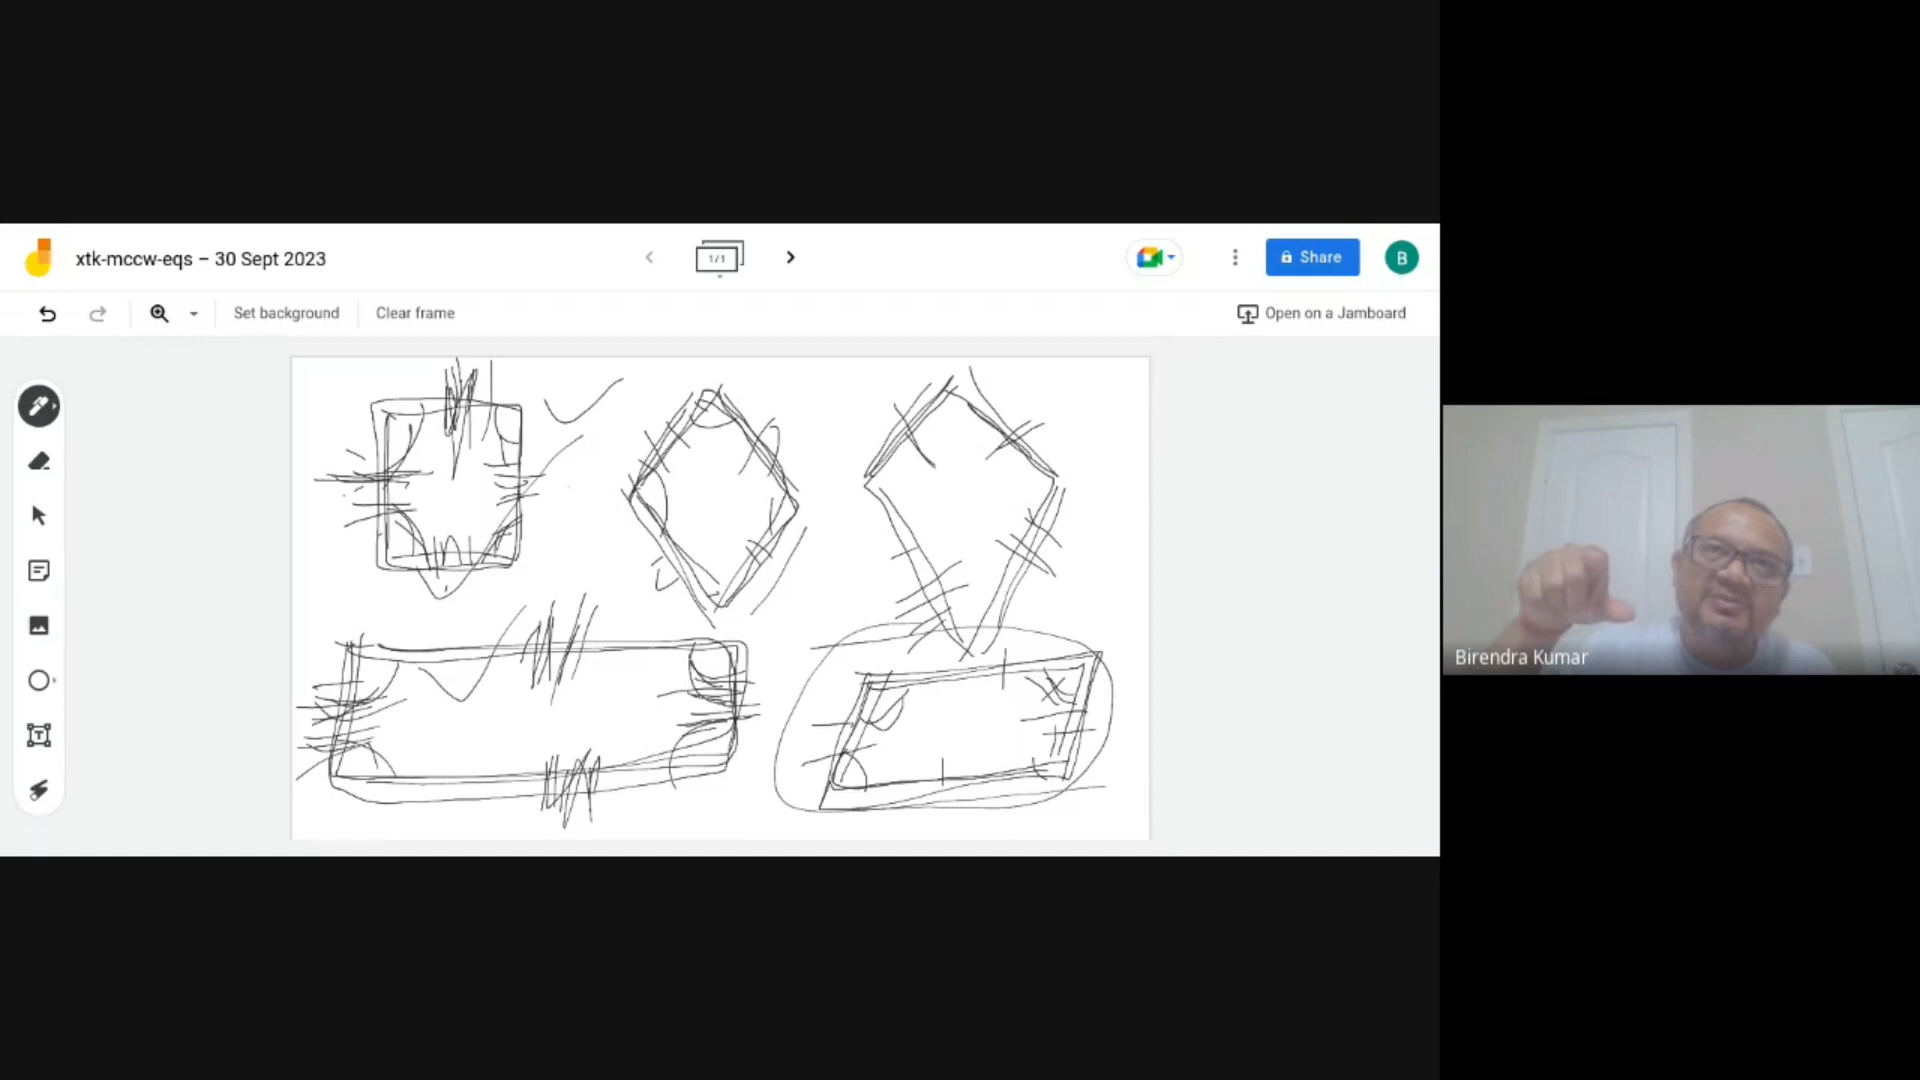 xtk-mccw-eqs – 30 Sept 2023
1/1
Share
B
Set background
Clear frame
Open on a Jamboard
T
Birendra Kumar